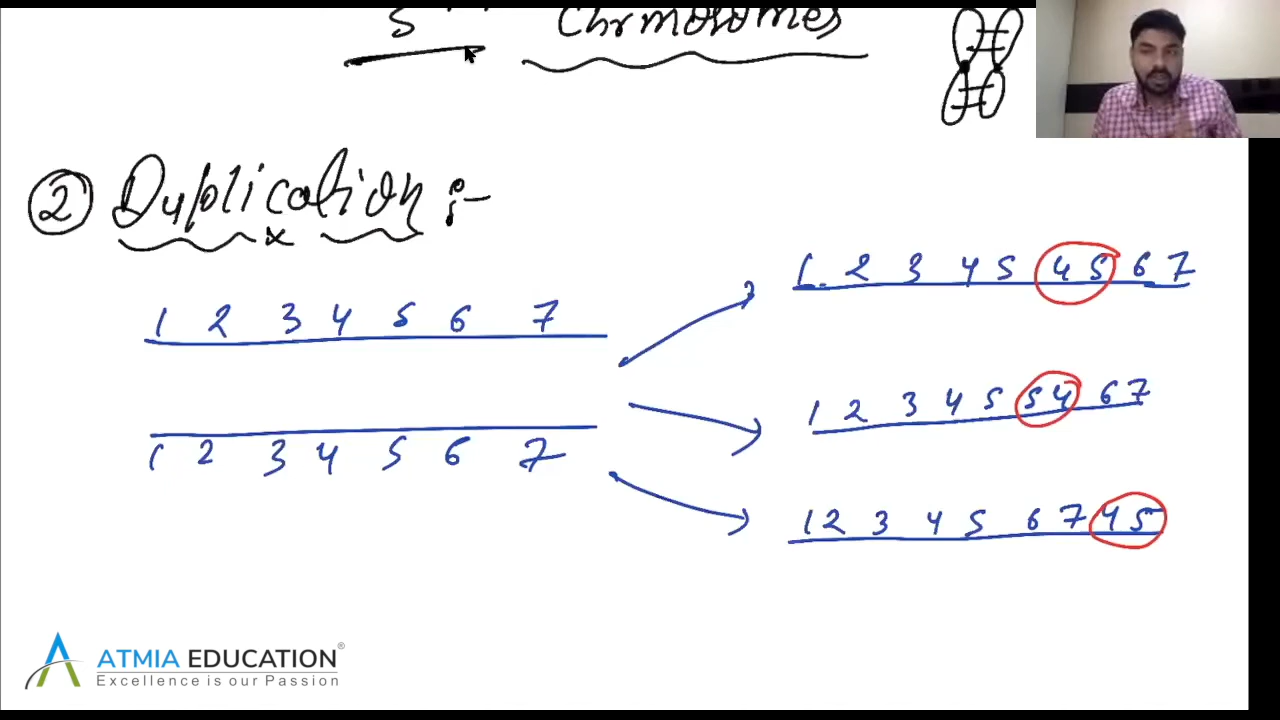 Chrmosomes
② Duplication :-
1 2 3 4 5 4 5 6 7
1 2 3 4 5 6 7
1 2 3 4 5 5 4 6 7
1 2 3 4 5 6 7
1 2 3 4 5 6 7 4 5
ATMIA EDUCATION®
Excellence is our Passion